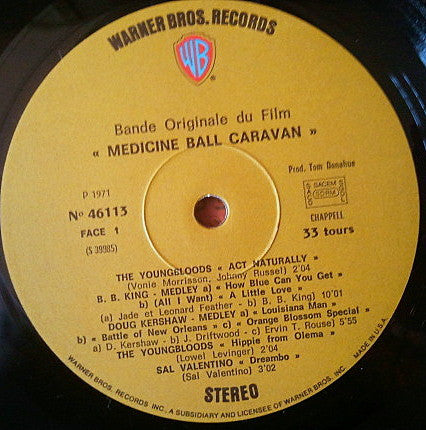 WARNER BROS. RECORDS
WB
®
Bande Originale du Film
« MEDICINE BALL CARAVAN »
Prod. Tom Donahue
P 1971
No 46113
FACE 1
(S 39985)
SACEM
SDRM
CHAPPELL
33 tours
THE YOUNGBLOODS « ACT NATURALLY »
(Vonie Morrisson, Johnny Russel) 2'04
B. B. KING - MEDLEY a) « How Blue Can You Get »
b) (All I Want) « A Little Love »
( a) Jade et Leonard Feather - b) B. B. King) 10'01
DOUG KERSHAW - MEDLEY a) « Louisiana Man »
b) « Battle of New Orleans » c) « Orange Blossom Special »
a) D. Kershaw - b) J. Driftwood - c) Ervin T. Rouse) 5'55
THE YOUNGBLOODS « Hippie from Olema »
(Lowel Levinger) 2'04
SAL VALENTINO « Dreambo »
(Sal Valentino) 3'02
STEREO
WARNER BROS. RECORDS INC., A SUBSIDIARY AND LICENSEE OF WARNER BROS. INC. MADE IN U.S.A.